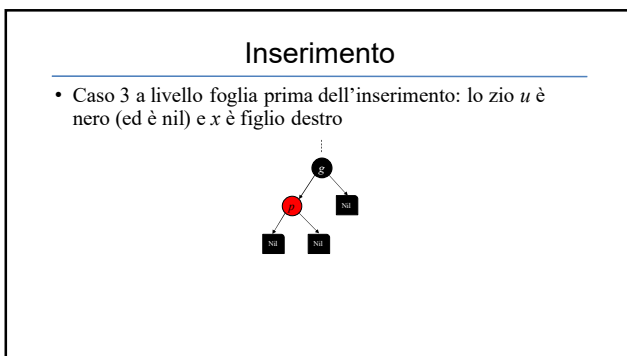 Inserimento
• Caso 3 a livello foglia prima dell’inserimento: lo zio u è
nero (ed è nil) e x è figlio destro
g
p
Nil
Nil
Nil